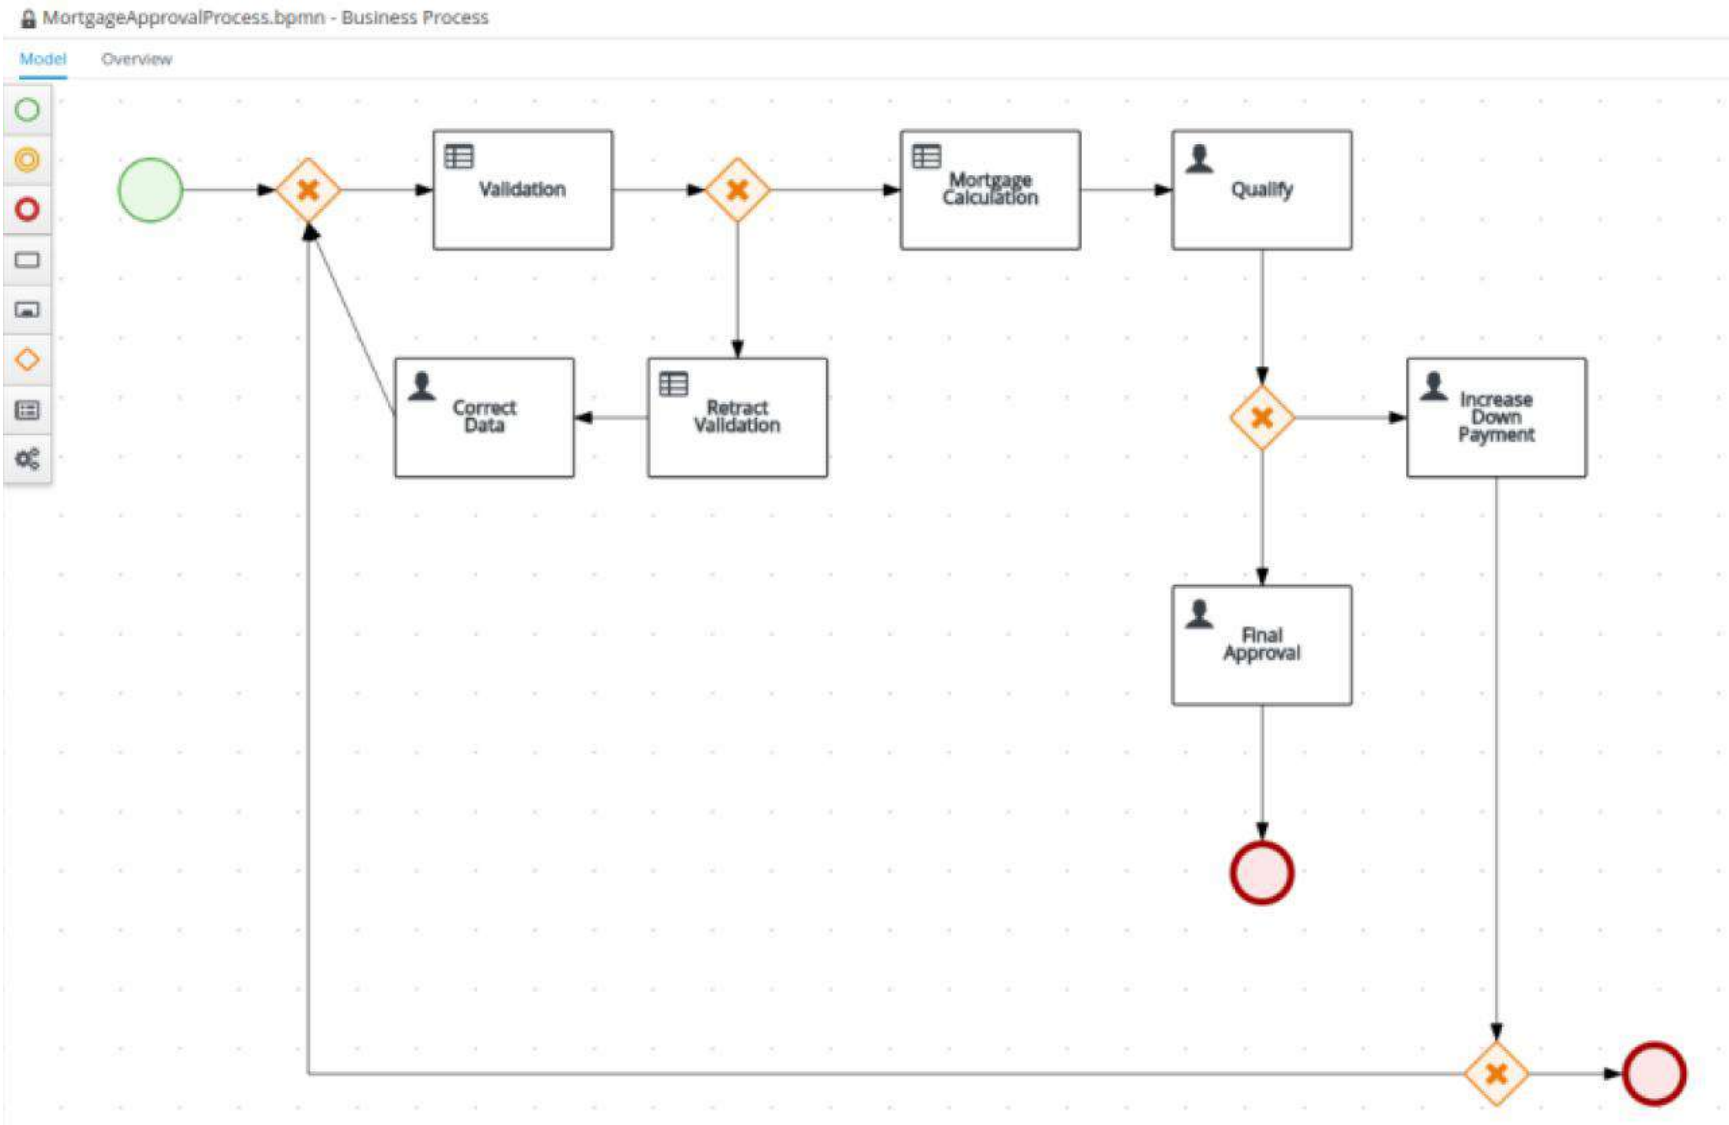 MortgageApprovalProcess.bpmn - Business Process
Model Overview
Validation
Mortgage
Calculation
Qualify
Correct
Data
Retract
Validation
Increase
Down
Payment
Final
Approval